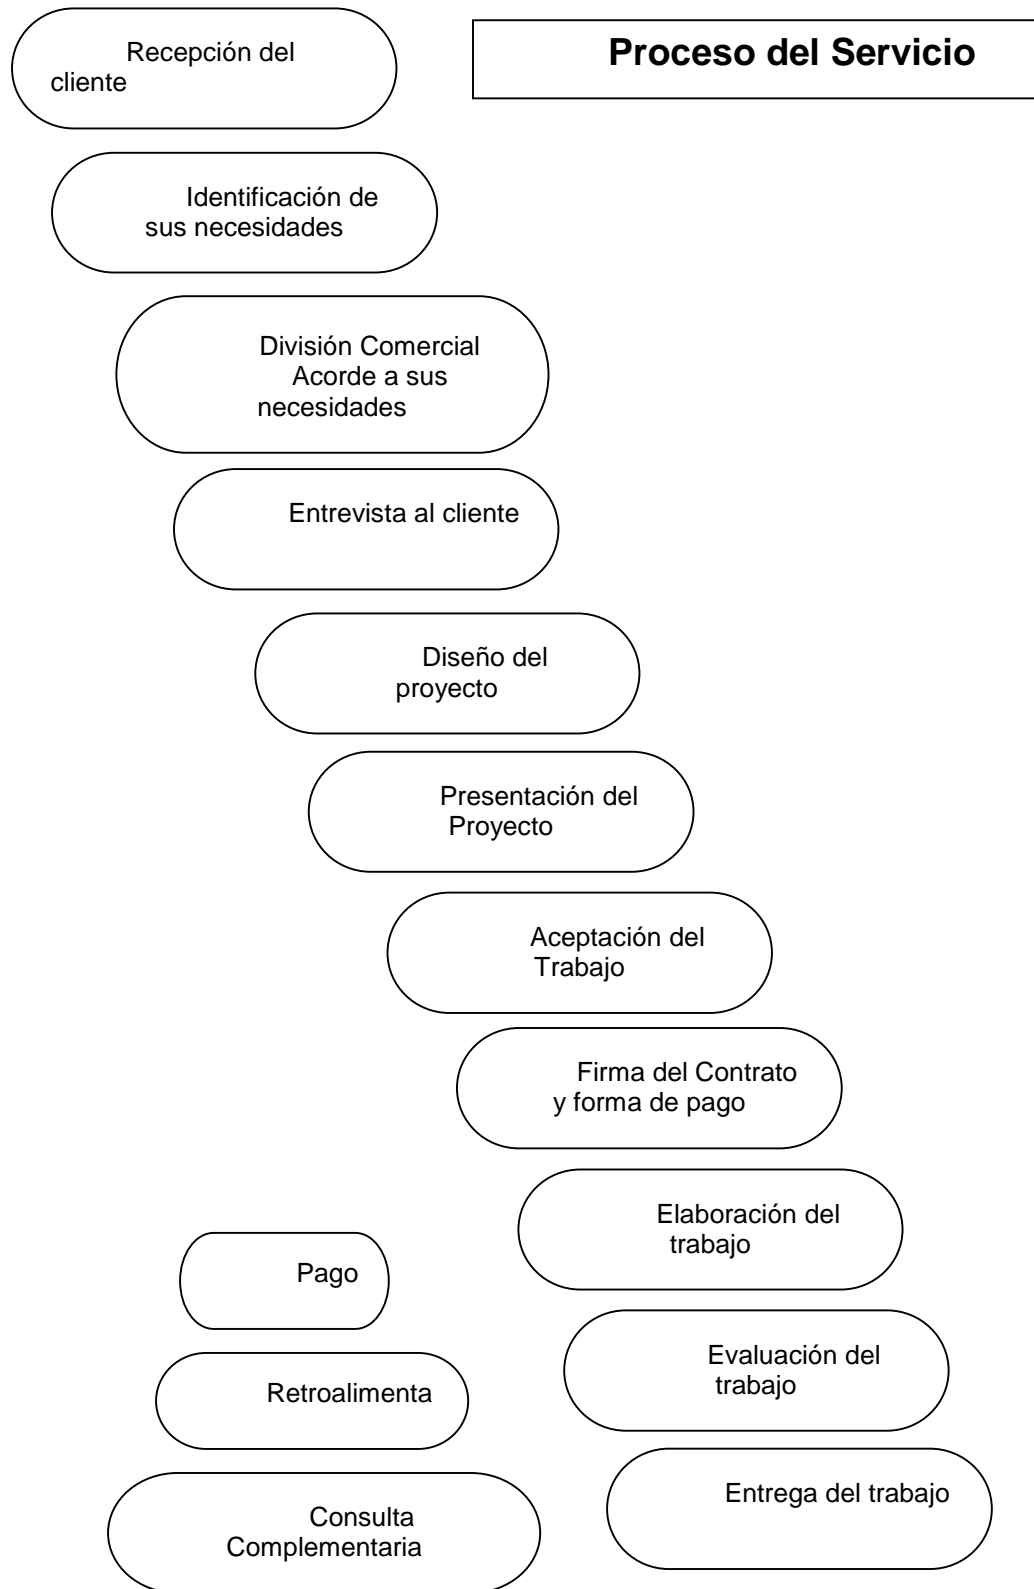 Proceso del Servicio
Recepción del
cliente
Identificación de
sus necesidades
División Comercial
Acorde a sus
necesidades
Entrevista al cliente
Diseño del
proyecto
Presentación del
Proyecto
Aceptación del
Trabajo
Firma del Contrato
y forma de pago
Elaboración del
trabajo
Evaluación del
trabajo
Entrega del trabajo
Pago
Retroalimenta
Consulta
Complementaria